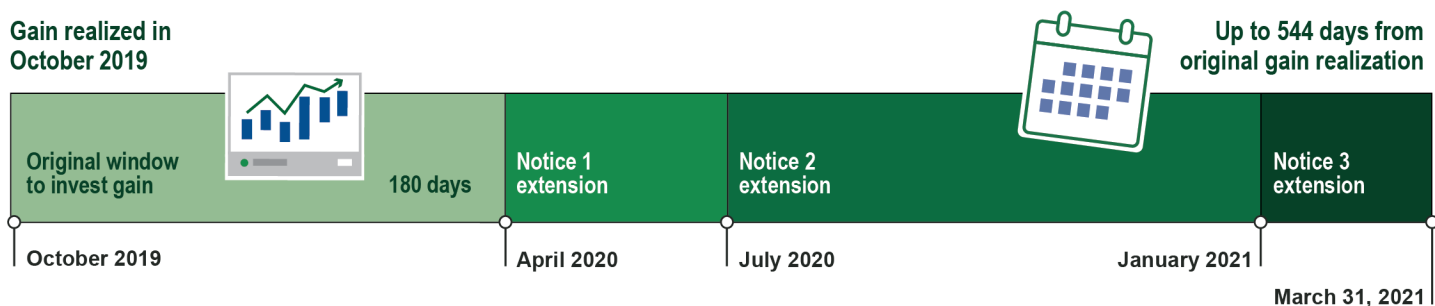 Gain realized in
October 2019
Up to 544 days from
original gain realization
Original window
to invest gain
180 days
Notice 1
extension
Notice 2
extension
Notice 3
extension
October 2019
April 2020
July 2020
January 2021
March 31, 2021